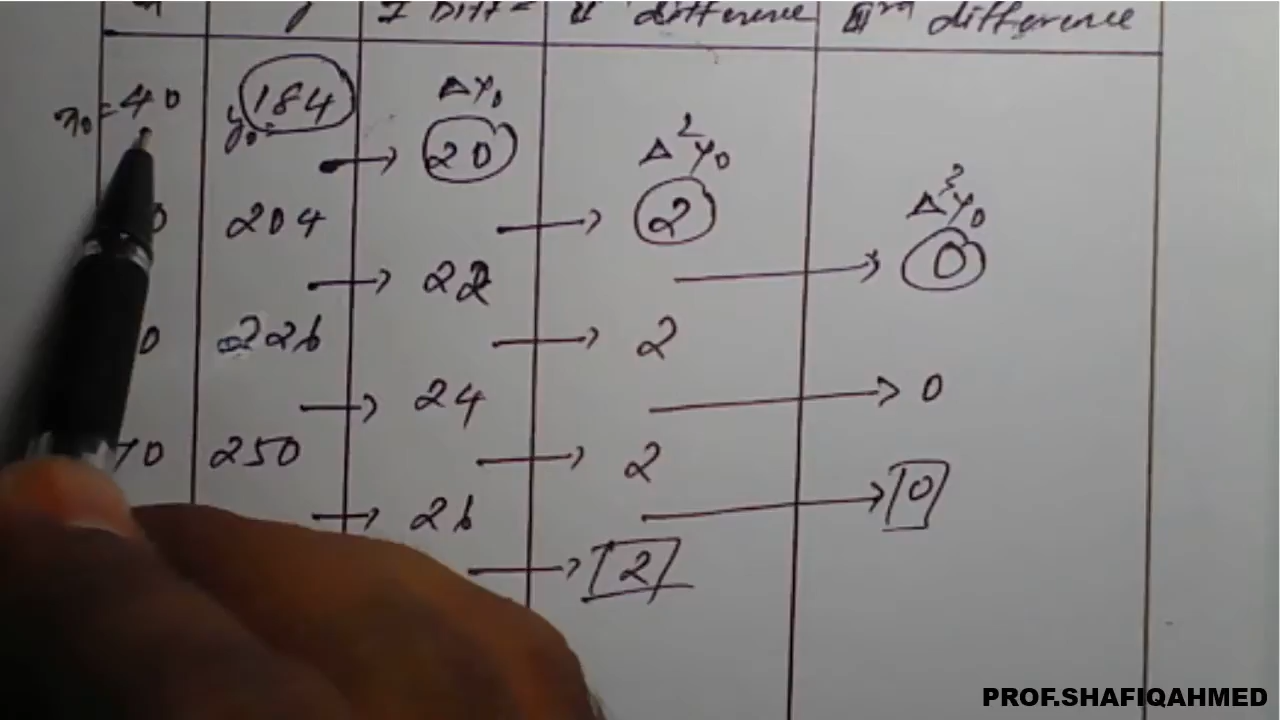 I Diff II difference IIIrd difference
x₀ = 40 y₀ = 184 Δy₀
20 Δ²y₀
204 2 Δ³y₀
22 0
226 2
24 0
70 250 2
26 0
2
PROF.SHAFIQAHMED